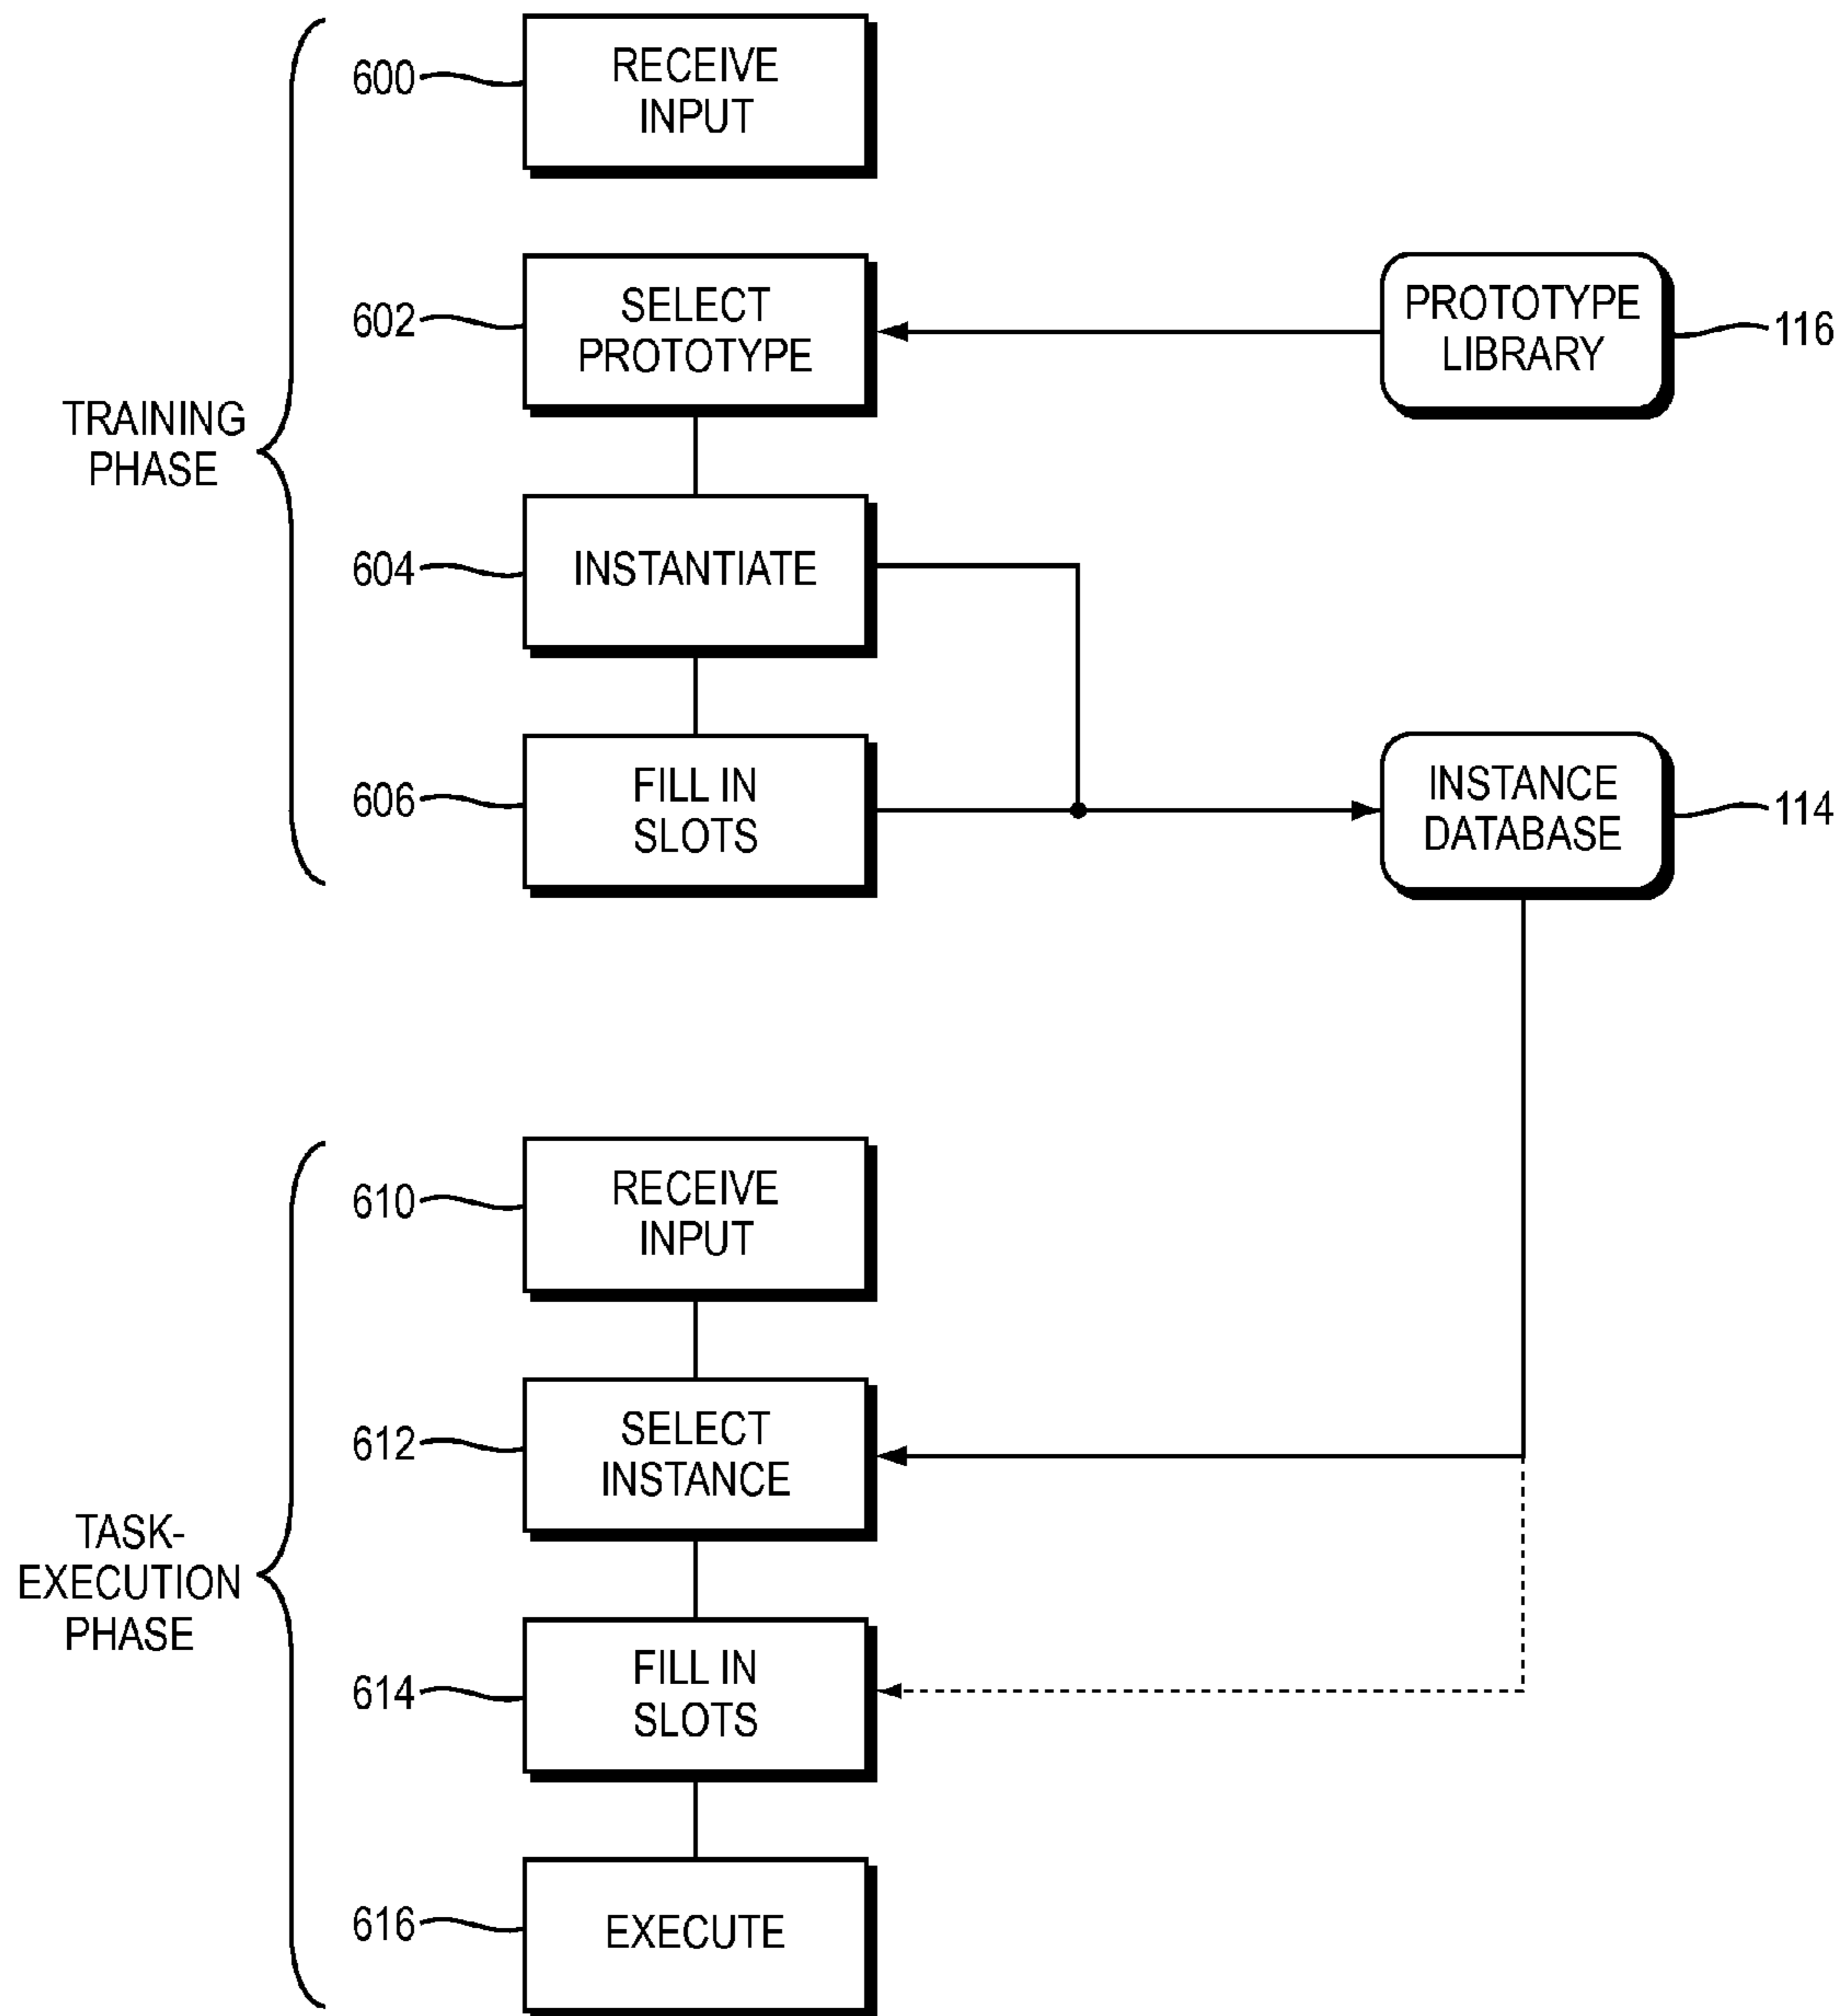 600
RECEIVE
INPUT
602
SELECT
PROTOTYPE
PROTOTYPE
LIBRARY
116
TRAINING
PHASE
604
INSTANTIATE
606
FILL IN
SLOTS
INSTANCE
DATABASE
114
610
RECEIVE
INPUT
612
SELECT
INSTANCE
TASK-
EXECUTION
PHASE
614
FILL IN
SLOTS
616
EXECUTE